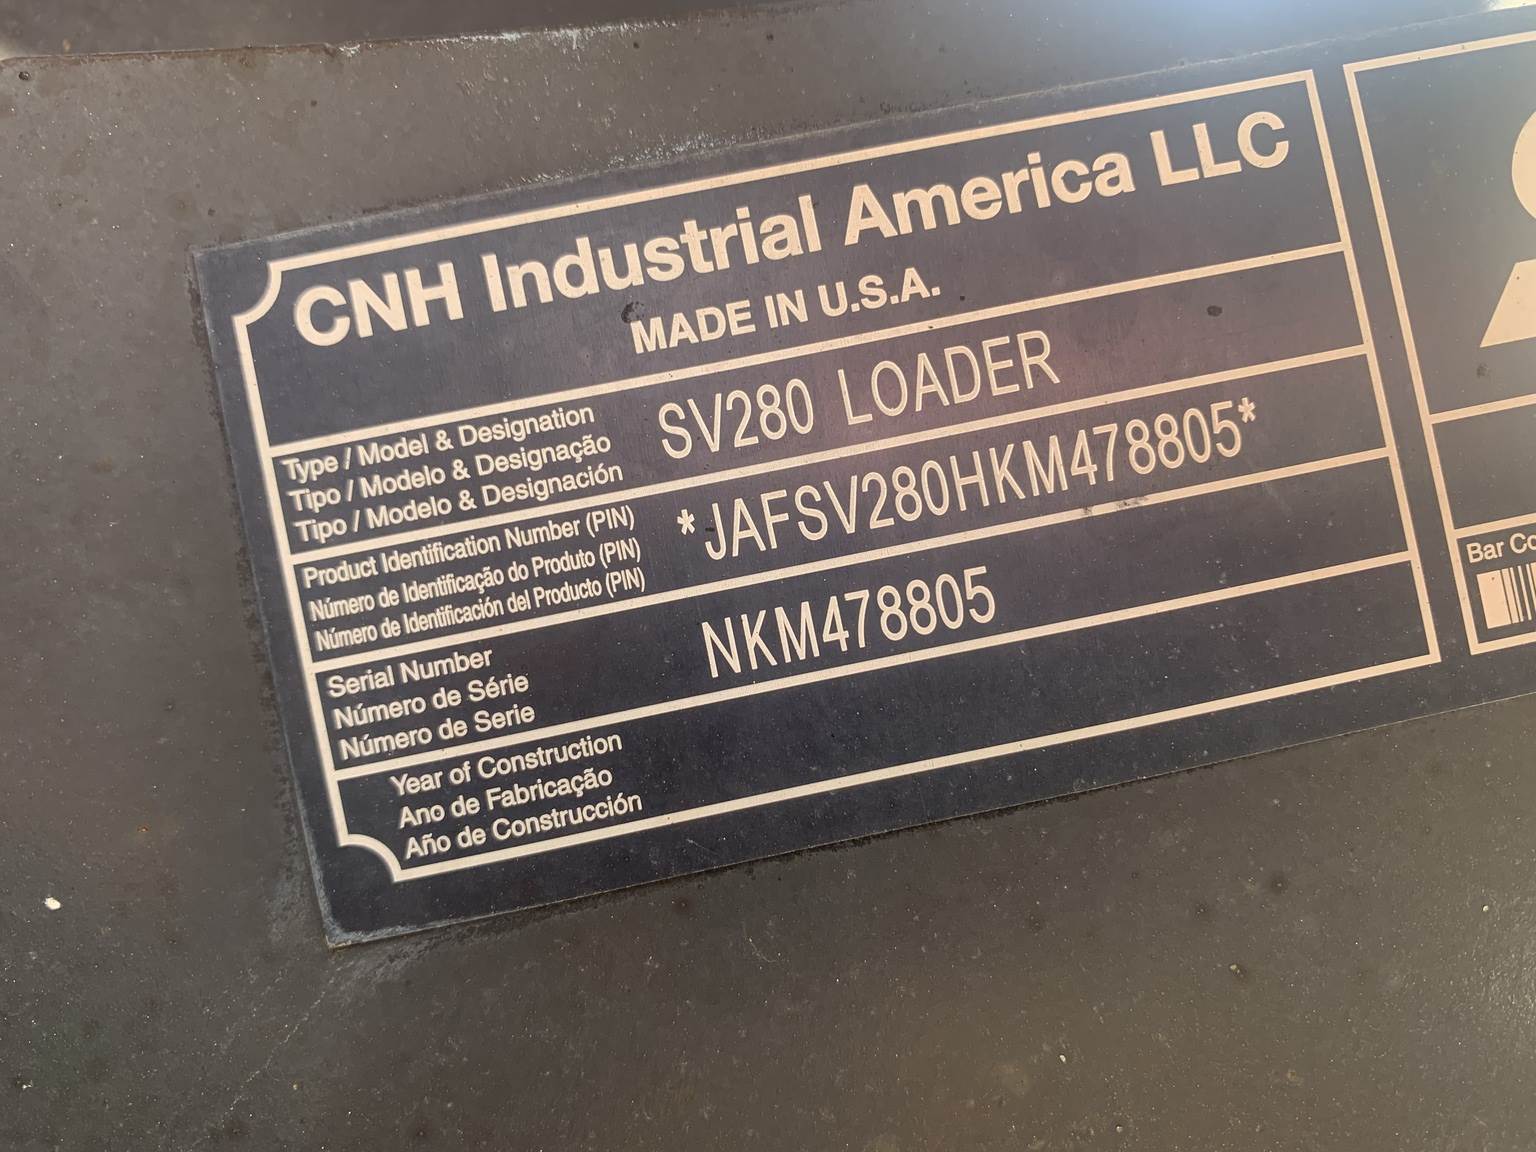 CNH Industrial America LLC
MADE IN U.S.A.
Type / Model & Designation
Tipo / Modelo & Designação
Tipo / Modelo & Designación
SV280 LOADER
Product Identification Number (PIN)
Número de Identificação do Produto (PIN)
Número de Identificación del Producto (PIN)
*JAFSV280HKM478805*
Serial Number
Número de Série
Número de Serie
NKM478805
Year of Construction
Ano de Fabricação
Año de Construcción
Bar Co